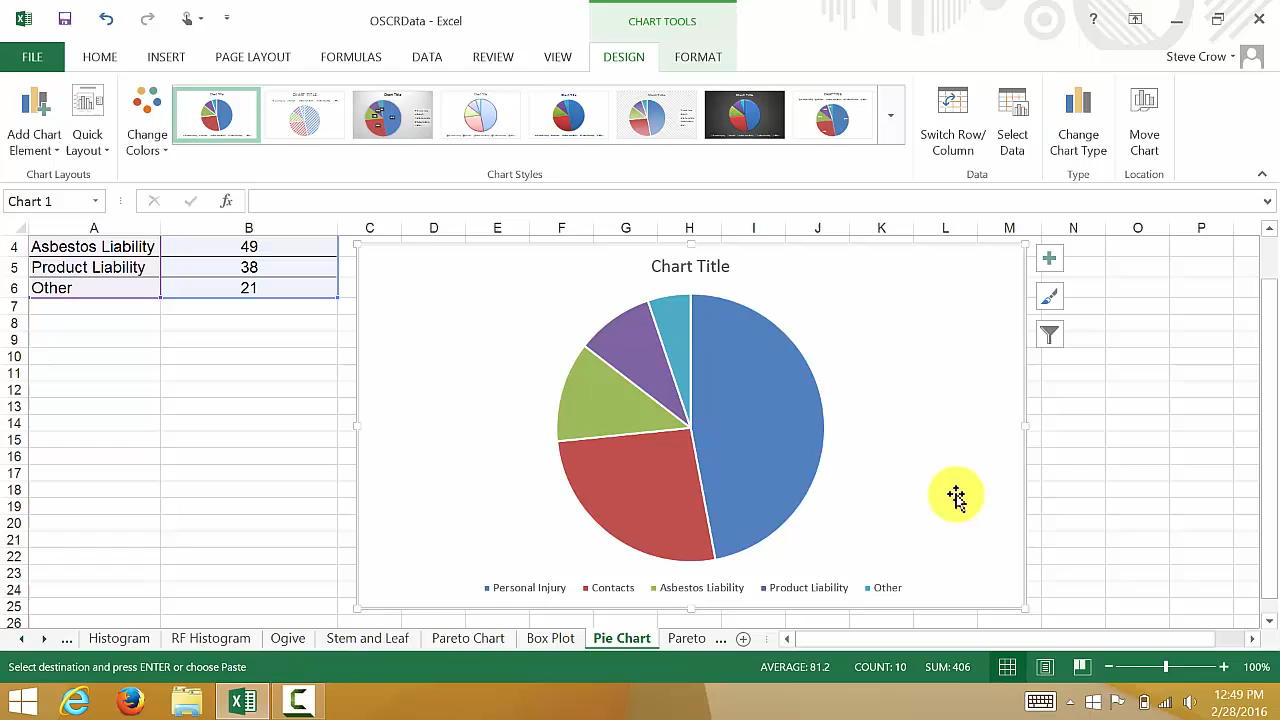 OSCRData - Excel
CHART TOOLS
?
FILE HOME INSERT PAGE LAYOUT FORMULAS DATA REVIEW VIEW DESIGN FORMAT Steve Crow
Add Chart Element
Quick Layout
Change Colors
Switch Row/
Column
Select
Data
Change
Chart Type
Move
Chart
Chart Layouts
Chart Styles
Data
Type
Location
Chart 1
fx
A B C D E F G H I J K L M N O P
4 Asbestos Liability 49
5 Product Liability 38
6 Other 21
7
8
9
10
11
12
13
14
15
16
17
18
19
20
21
22
23
24
25
26
Chart Title
Personal Injury Contacts Asbestos Liability Product Liability Other
... Histogram RF Histogram Ogive Stem and Leaf Pareto Chart Box Plot Pie Chart Pareto ...
Select destination and press ENTER or choose Paste AVERAGE: 81.2 COUNT: 10 SUM: 406 100%
12:49 PM
2/28/2016